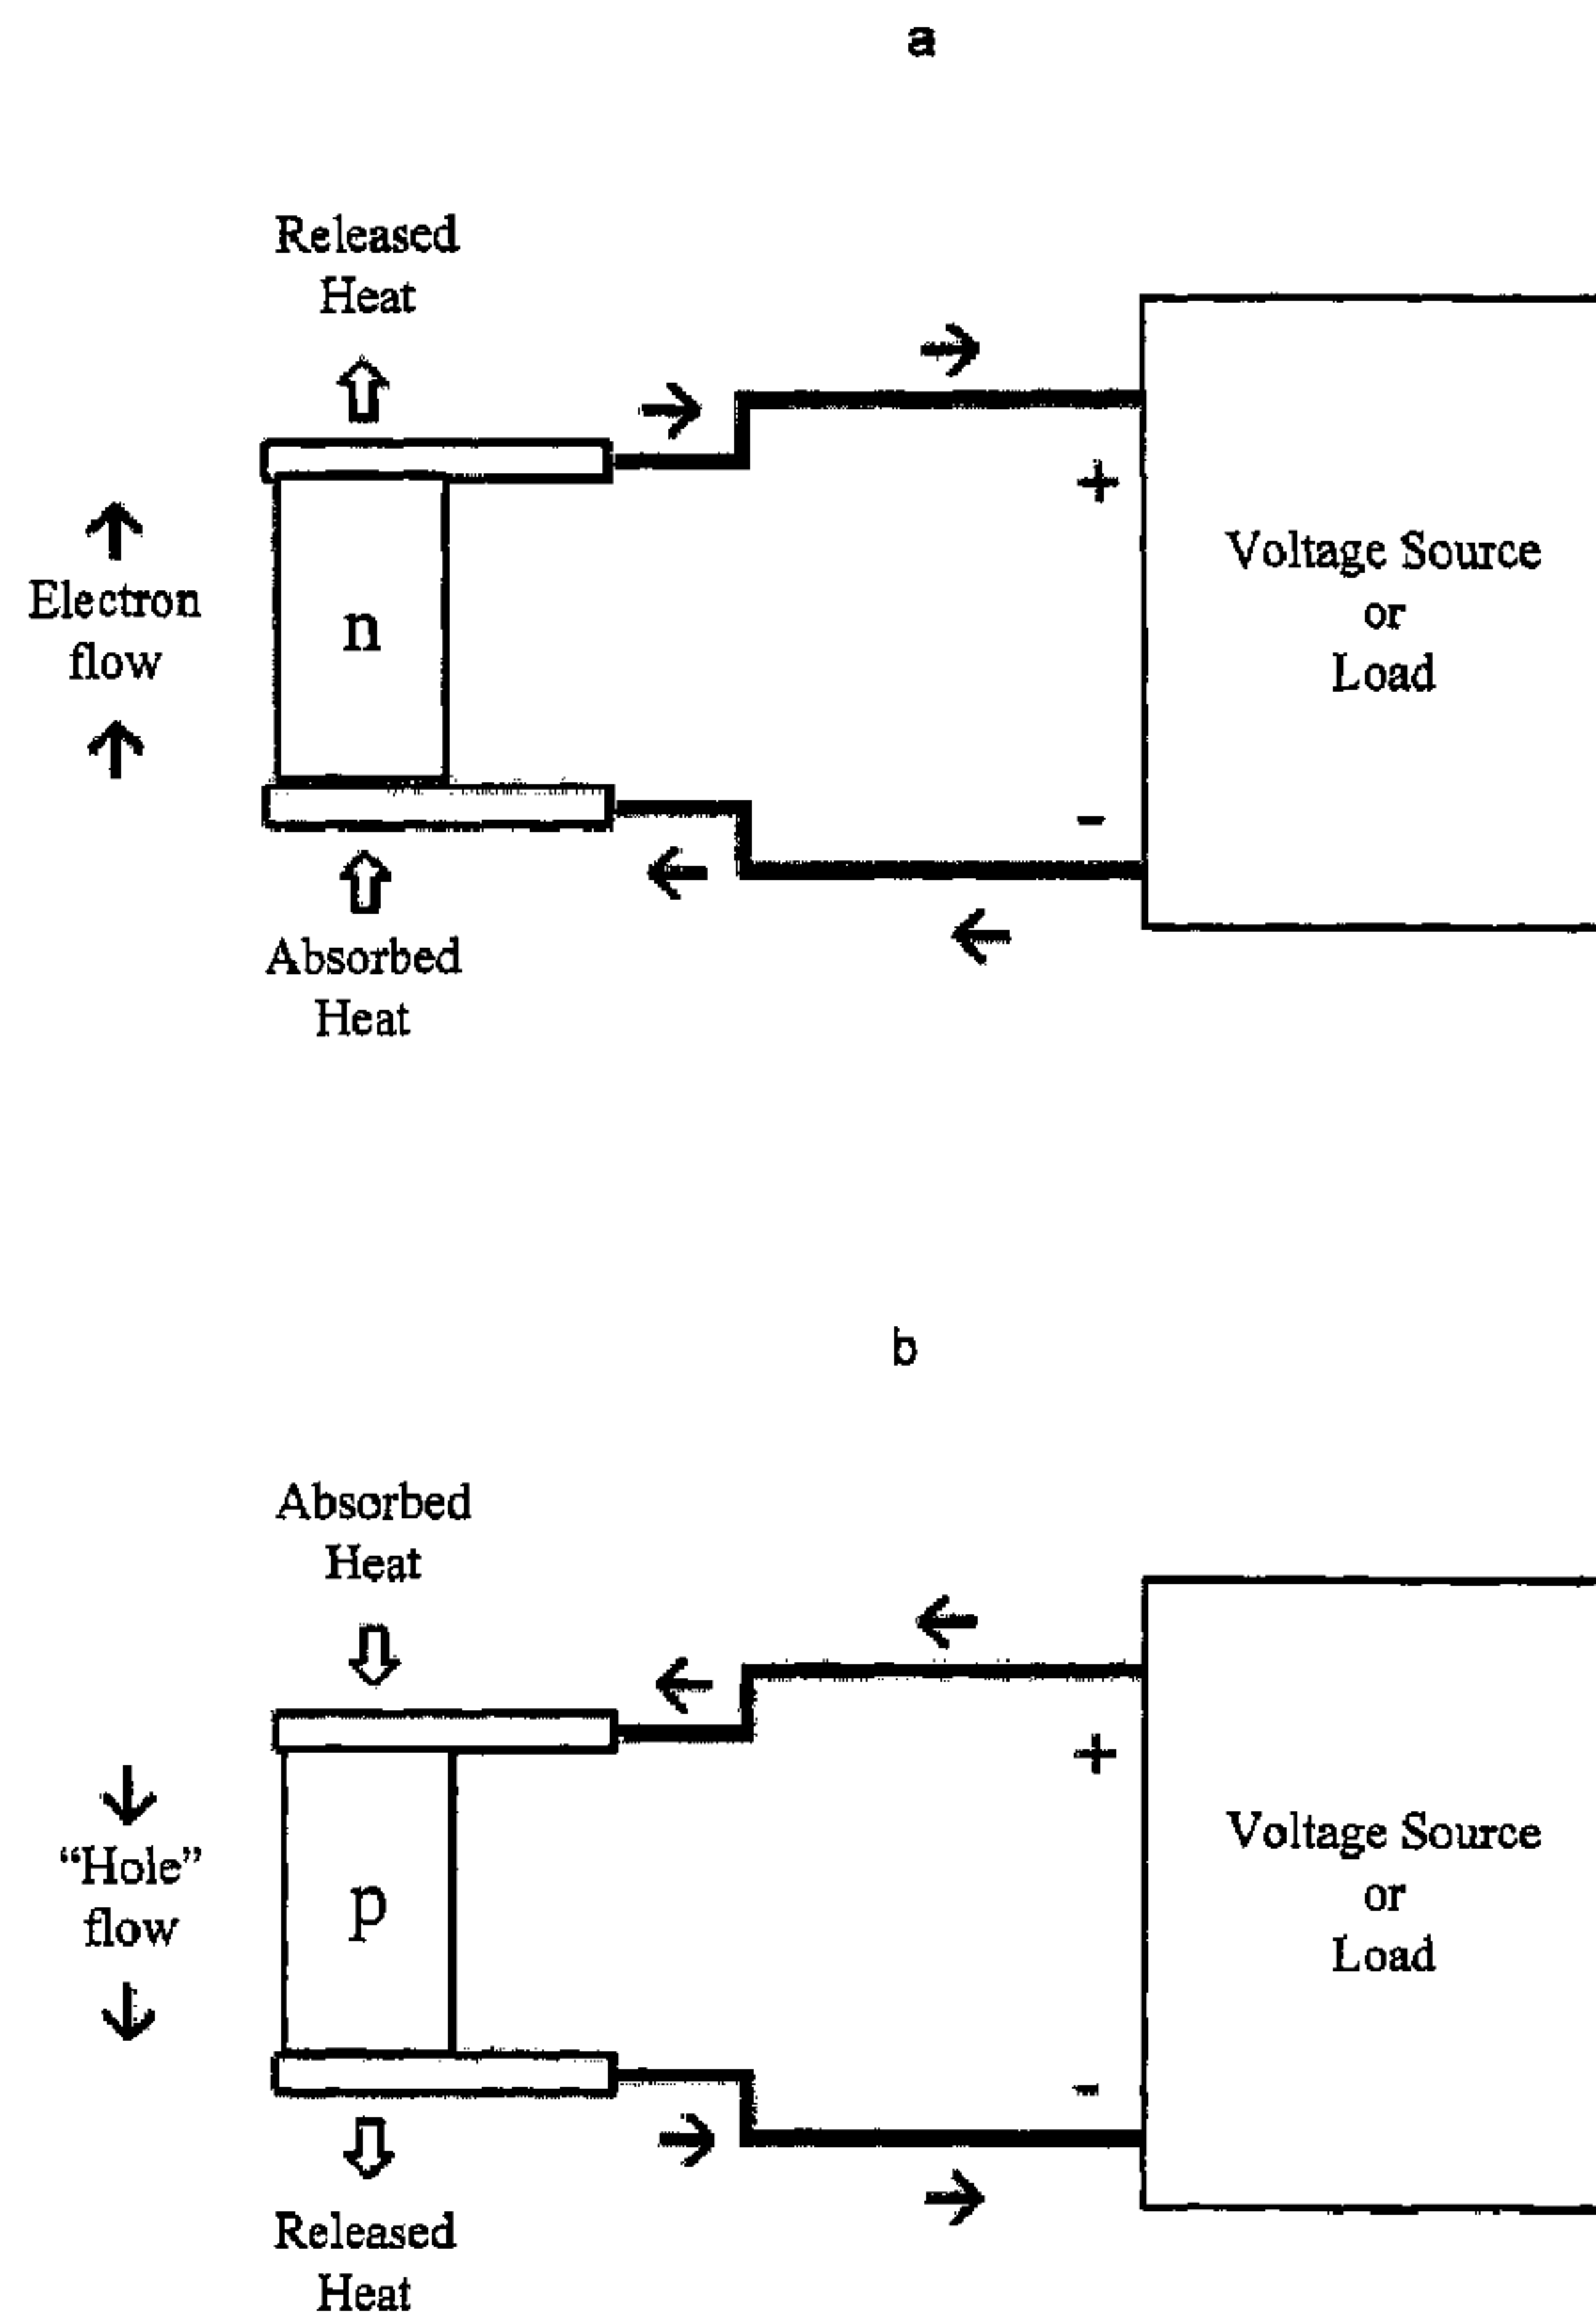 a
Released
Heat
+
Electron
flow
n
Voltage Source
or
Load
-
Absorbed
Heat
b
Absorbed
Heat
+
“Hole”
flow
p
Voltage Source
or
Load
-
Released
Heat